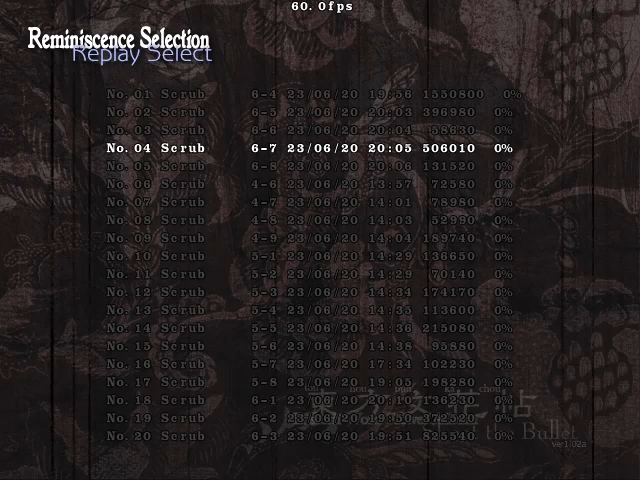 60.0fps
Reminiscence Selection
Replay Select
No. 01 Scrub 6-4 23/06/20 19:56 1550800 0%
No. 02 Scrub 6-5 23/06/20 20:03 396980 0%
No. 03 Scrub 6-6 23/06/20 20:04 58630 0%
No. 04 Scrub 6-7 23/06/20 20:05 506010 0%
No. 05 Scrub 6-8 23/06/20 20:06 131520 0%
No. 06 Scrub 4-6 23/06/20 13:57 72580 0%
No. 07 Scrub 4-7 23/06/20 14:01 78980 0%
No. 08 Scrub 4-8 23/06/20 14:03 52990 0%
No. 09 Scrub 4-9 23/06/20 14:04 189740 0%
No. 10 Scrub 5-1 23/06/20 14:29 136650 0%
No. 11 Scrub 5-2 23/06/20 14:29 70140 0%
No. 12 Scrub 5-3 23/06/20 14:34 174170 0%
No. 13 Scrub 5-4 23/06/20 14:35 113600 0%
No. 14 Scrub 5-5 23/06/20 14:36 215080 0%
No. 15 Scrub 5-6 23/06/20 14:38 95880 0%
No. 16 Scrub 5-7 23/06/20 17:34 102230 0%
No. 17 Scrub 5-8 23/06/20 19:05 198280 0%
No. 18 Scrub 6-1 23/06/20 20:10 136230 0%
No. 19 Scrub 6-2 23/06/20 19:50 372520 0%
No. 20 Scrub 6-3 23/06/20 19:51 825540 0%
the Bullet
ver1.02a